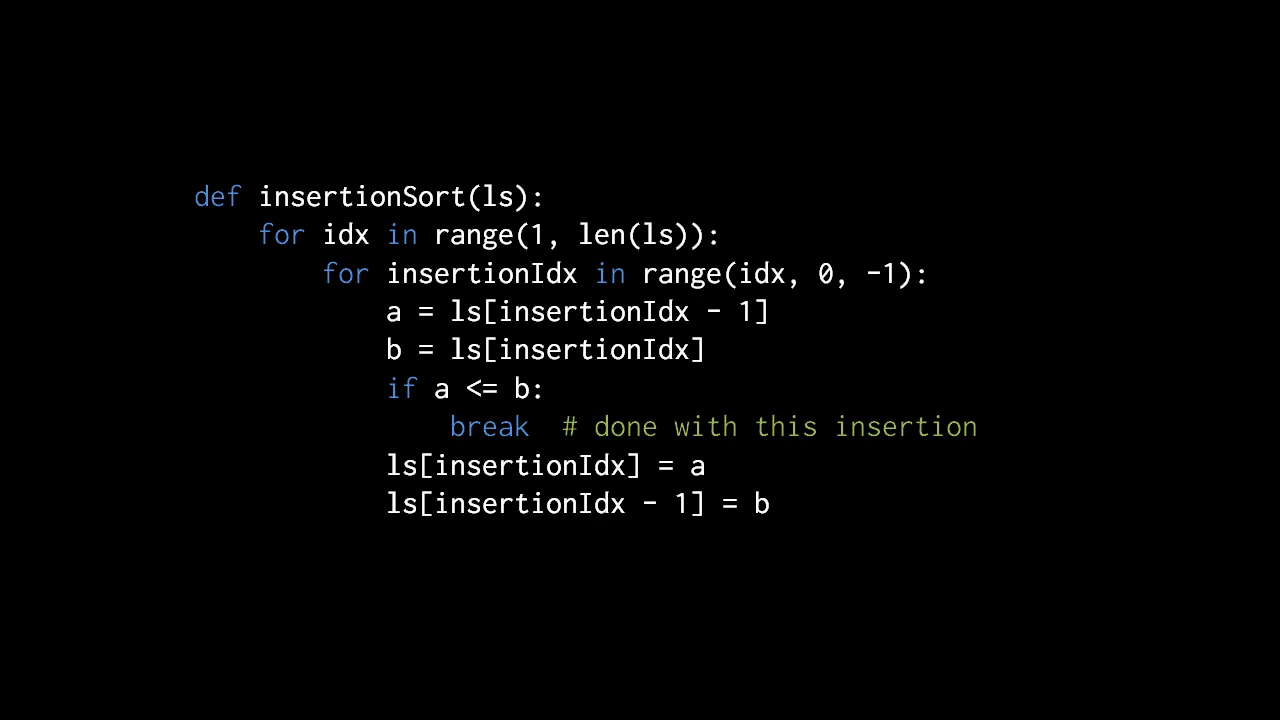 def insertionSort(ls):
    for idx in range(1, len(ls)):
        for insertionIdx in range(idx, 0, -1):
            a = ls[insertionIdx - 1]
            b = ls[insertionIdx]
            if a <= b:
                break  # done with this insertion
            ls[insertionIdx] = a
            ls[insertionIdx - 1] = b